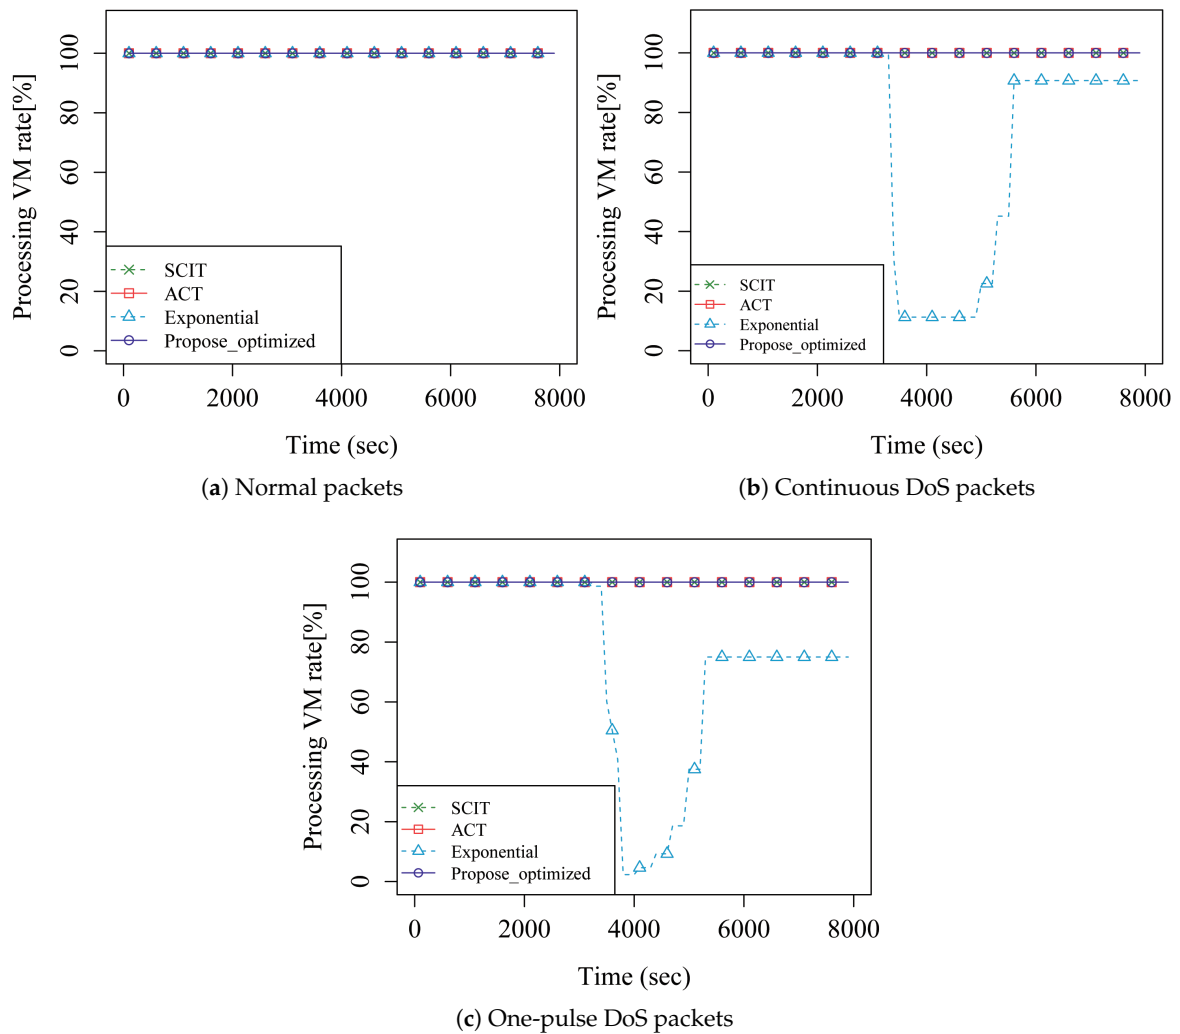 Processing VM rate[%]
100
80
60
40
20
0
SCIT
ACT
Exponential
Propose_optimized
0 2000 4000 6000 8000
Time (sec)
(a) Normal packets
Processing VM rate[%]
100
80
60
40
20
0
SCIT
ACT
Exponential
Propose_optimized
0 2000 4000 6000 8000
Time (sec)
(b) Continuous DoS packets
Processing VM rate[%]
100
80
60
40
20
0
SCIT
ACT
Exponential
Propose_optimized
0 2000 4000 6000 8000
Time (sec)
(c) One-pulse DoS packets